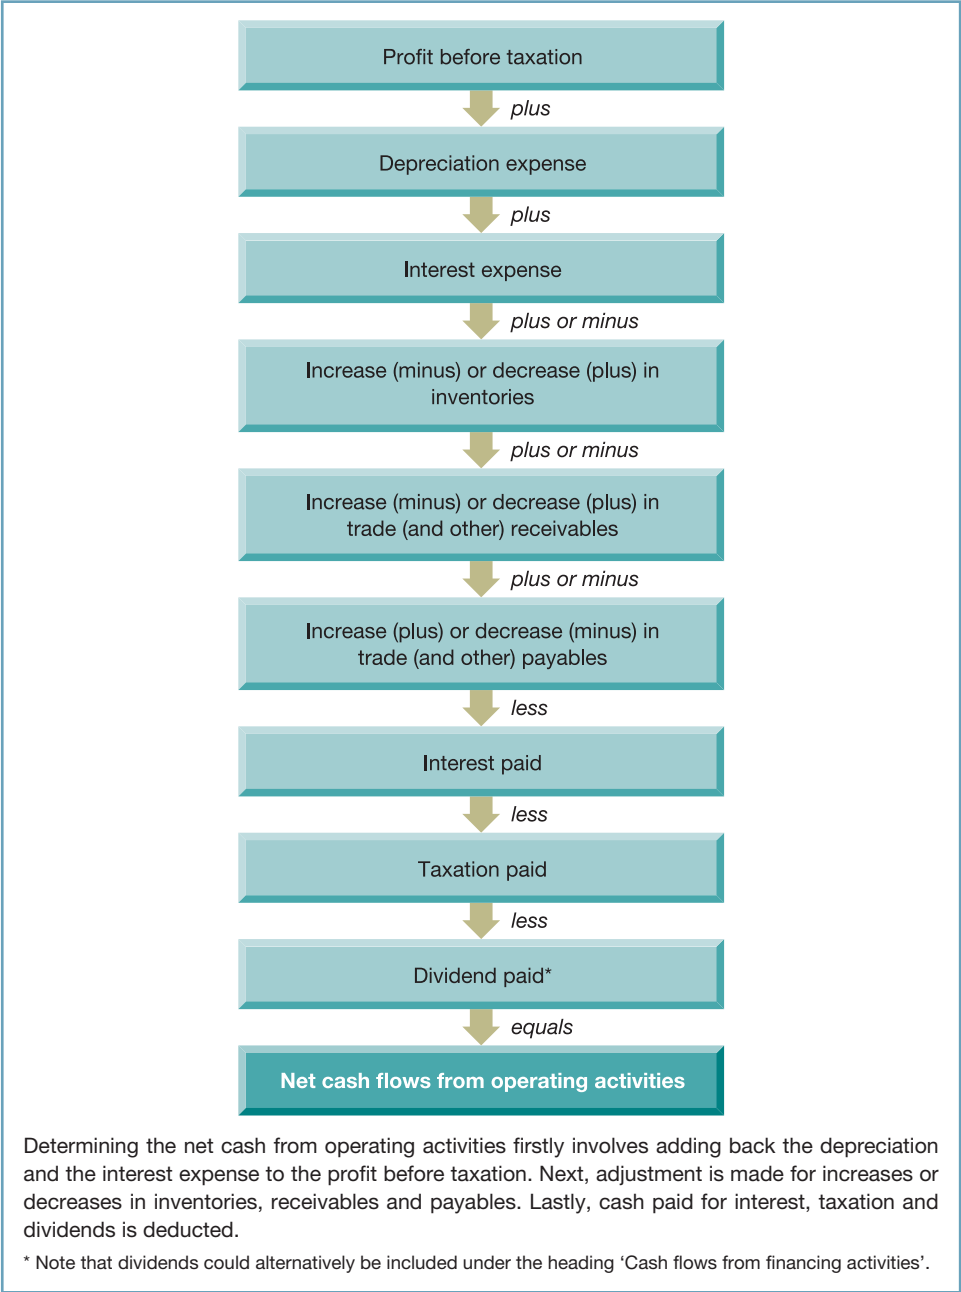 Profit before taxation
plus
Depreciation expense
plus
Interest expense
plus or minus
Increase (minus) or decrease (plus) in
inventories
plus or minus
Increase (minus) or decrease (plus) in
trade (and other) receivables
plus or minus
Increase (plus) or decrease (minus) in
trade (and other) payables
less
Interest paid
less
Taxation paid
less
Dividend paid*
equals
Net cash flows from operating activities
Determining the net cash from operating activities firstly involves adding back the depreciation
and the interest expense to the profit before taxation. Next, adjustment is made for increases or
decreases in inventories, receivables and payables. Lastly, cash paid for interest, taxation and
dividends is deducted.
* Note that dividends could alternatively be included under the heading ‘Cash flows from financing activities’.